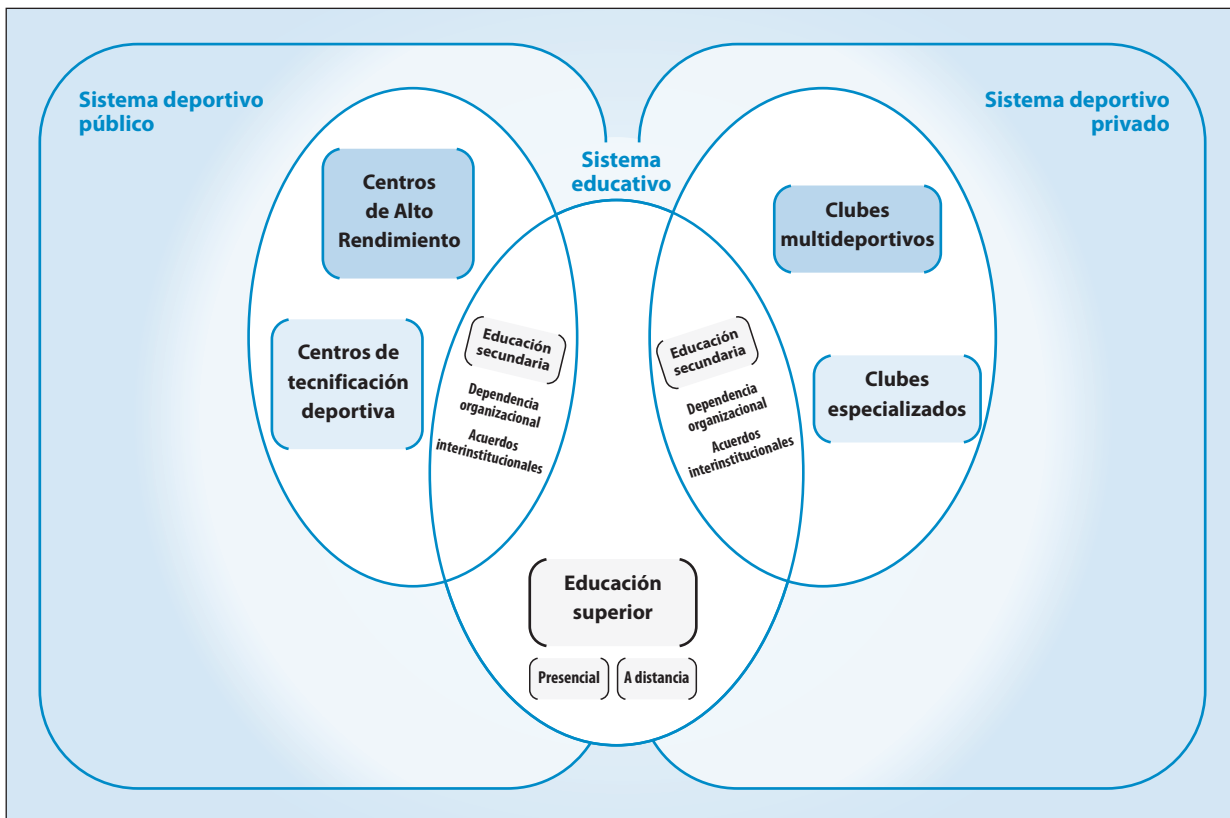 Sistema deportivo
público
Sistema deportivo
privado
Sistema
educativo
Centros
de Alto
Rendimiento
Clubes
multideportivos
Centros de
tecnificación
deportiva
Educación
secundaria
Dependencia
organizacional
Acuerdos
interinstitucionales
Educación
secundaria
Dependencia
organizacional
Acuerdos
interinstitucionales
Clubes
especializados
Educación
superior
Presencial
A distancia